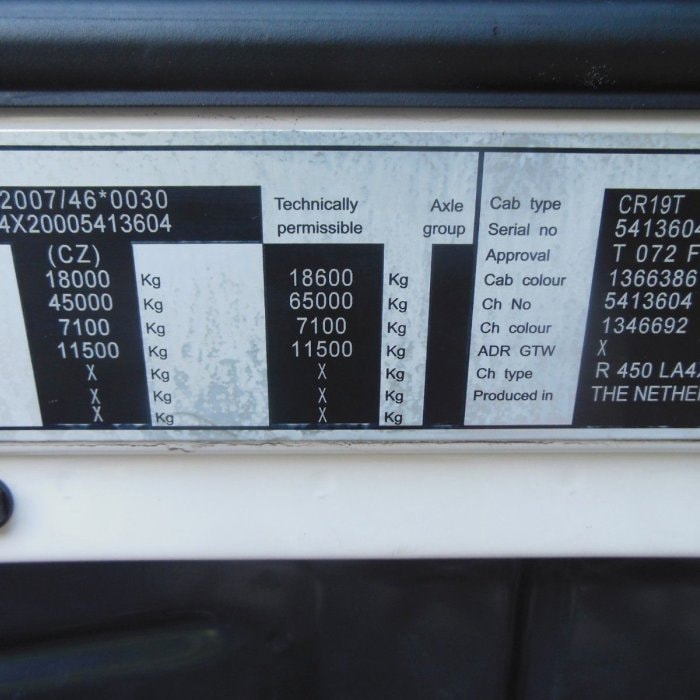 2007/46*0030
4X20005413604
(CZ)
18000 Kg
45000 Kg
7100 Kg
11500 Kg
X Kg
X Kg
X Kg
Technically permissible
18600 Kg
65000 Kg
7100 Kg
11500 Kg
X Kg
X Kg
X Kg
Axle group
Cab type CR19T
Serial no 5413604
Approval T 072 F
Cab colour 1366386
Ch No 5413604
Ch colour 1346692
ADR GTW X
Ch type R 450 LA4
Produced in THE NETHE